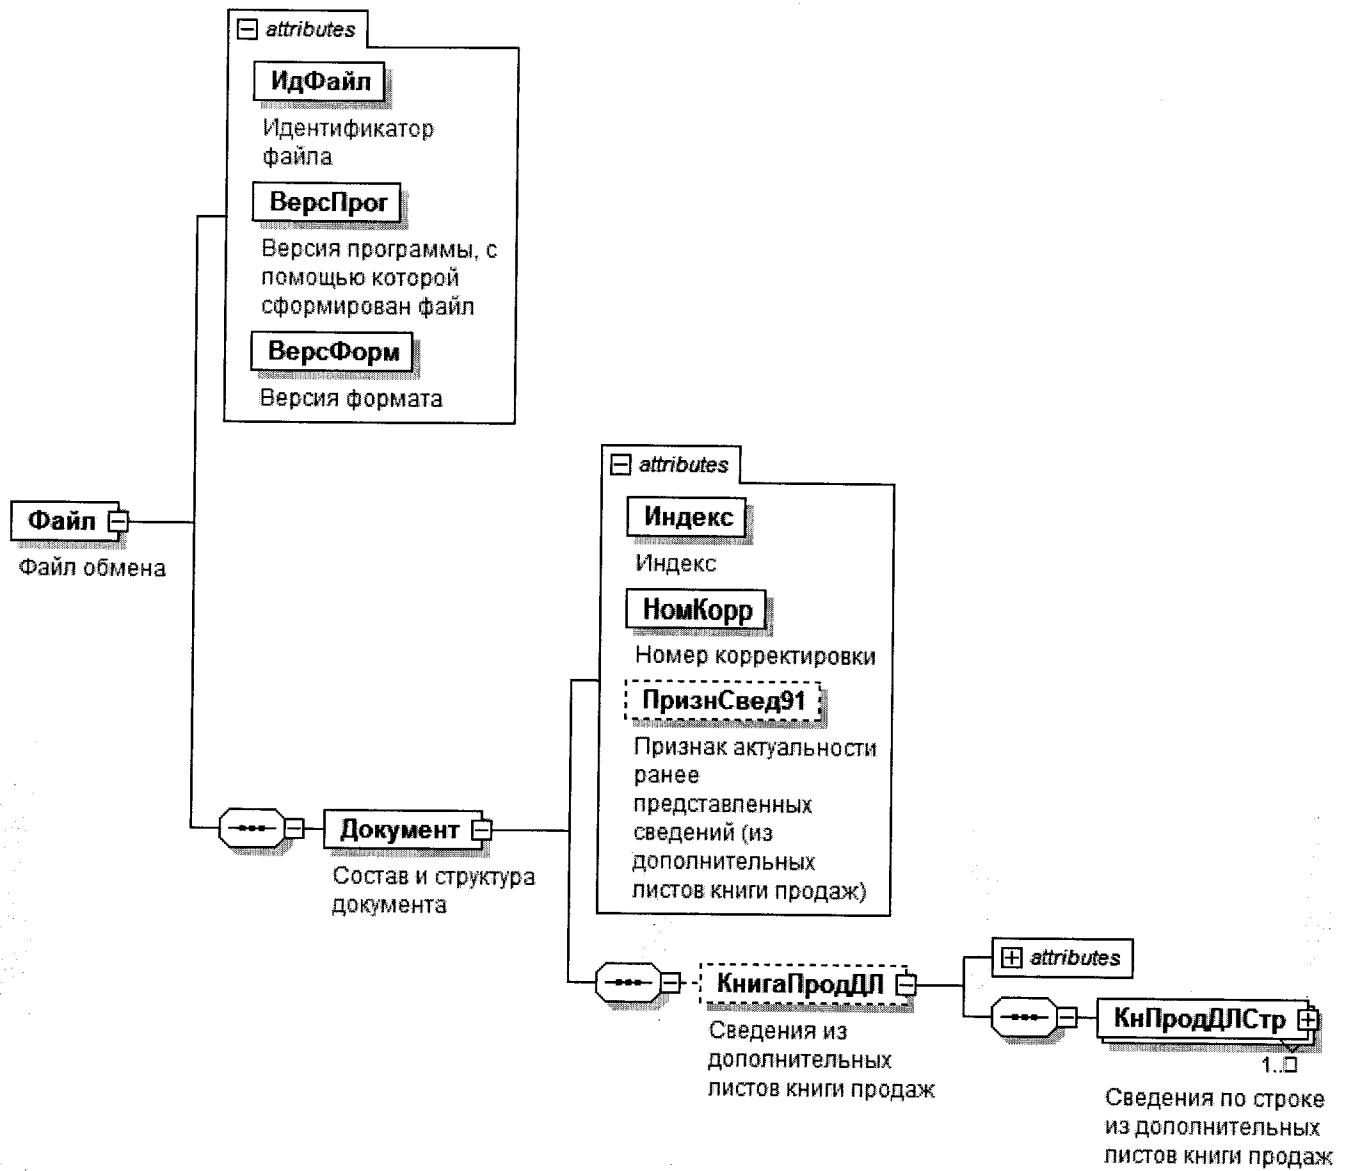 attributes
ИдФайл
Идентификатор
файла
ВерсПрог
Версия программы, с
помощью которой
сформирован файл
ВерсФорм
Версия формата
Файл
Файл обмена
attributes
Индекс
Индекс
НомКорр
Номер корректировки
ПризнСвед91
Признак актуальности
ранее
представленных
сведений (из
дополнительных
листов книги продаж)
Документ
Состав и структура
документа
attributes
КнигаПродДЛ
Сведения из
дополнительных
листов книги продаж
КнПродДЛСтр
1..□
Сведения по строке
из дополнительных
листов книги продаж